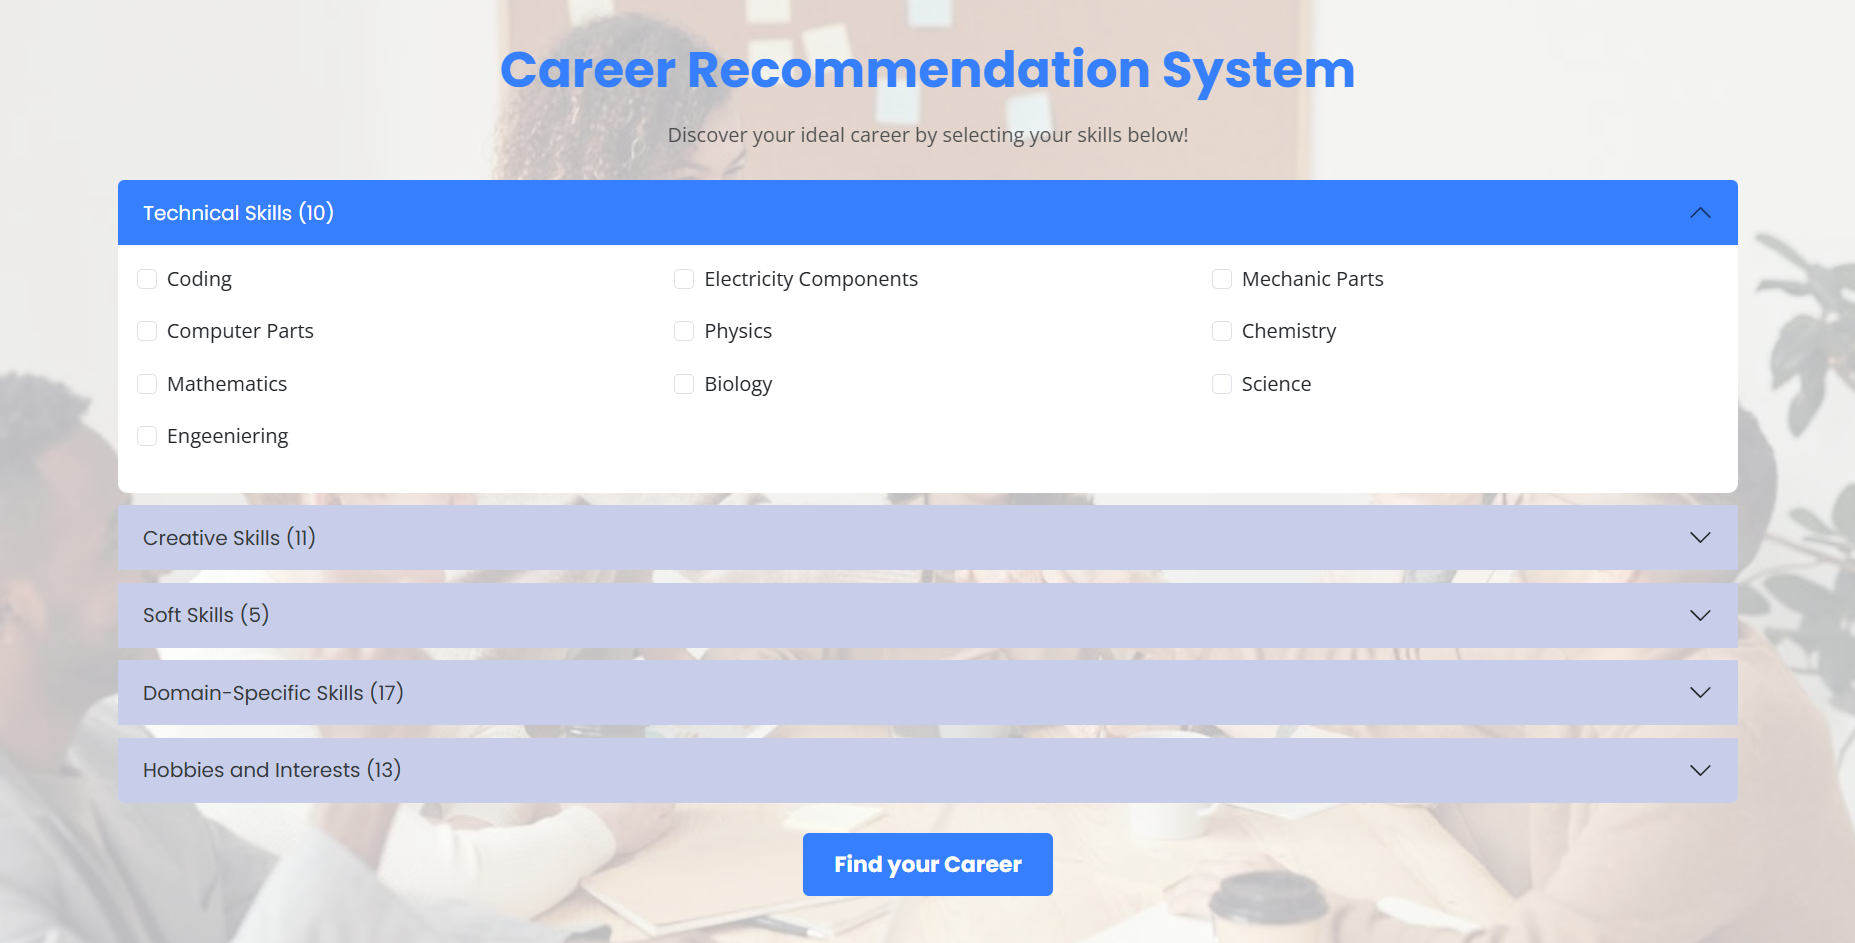 Career Recommendation System
Discover your ideal career by selecting your skills below!
Technical Skills (10)
Coding
Electricity Components
Mechanic Parts
Computer Parts
Physics
Chemistry
Mathematics
Biology
Science
Engeeniering
Creative Skills (11)
Soft Skills (5)
Domain-Specific Skills (17)
Hobbies and Interests (13)
Find your Career